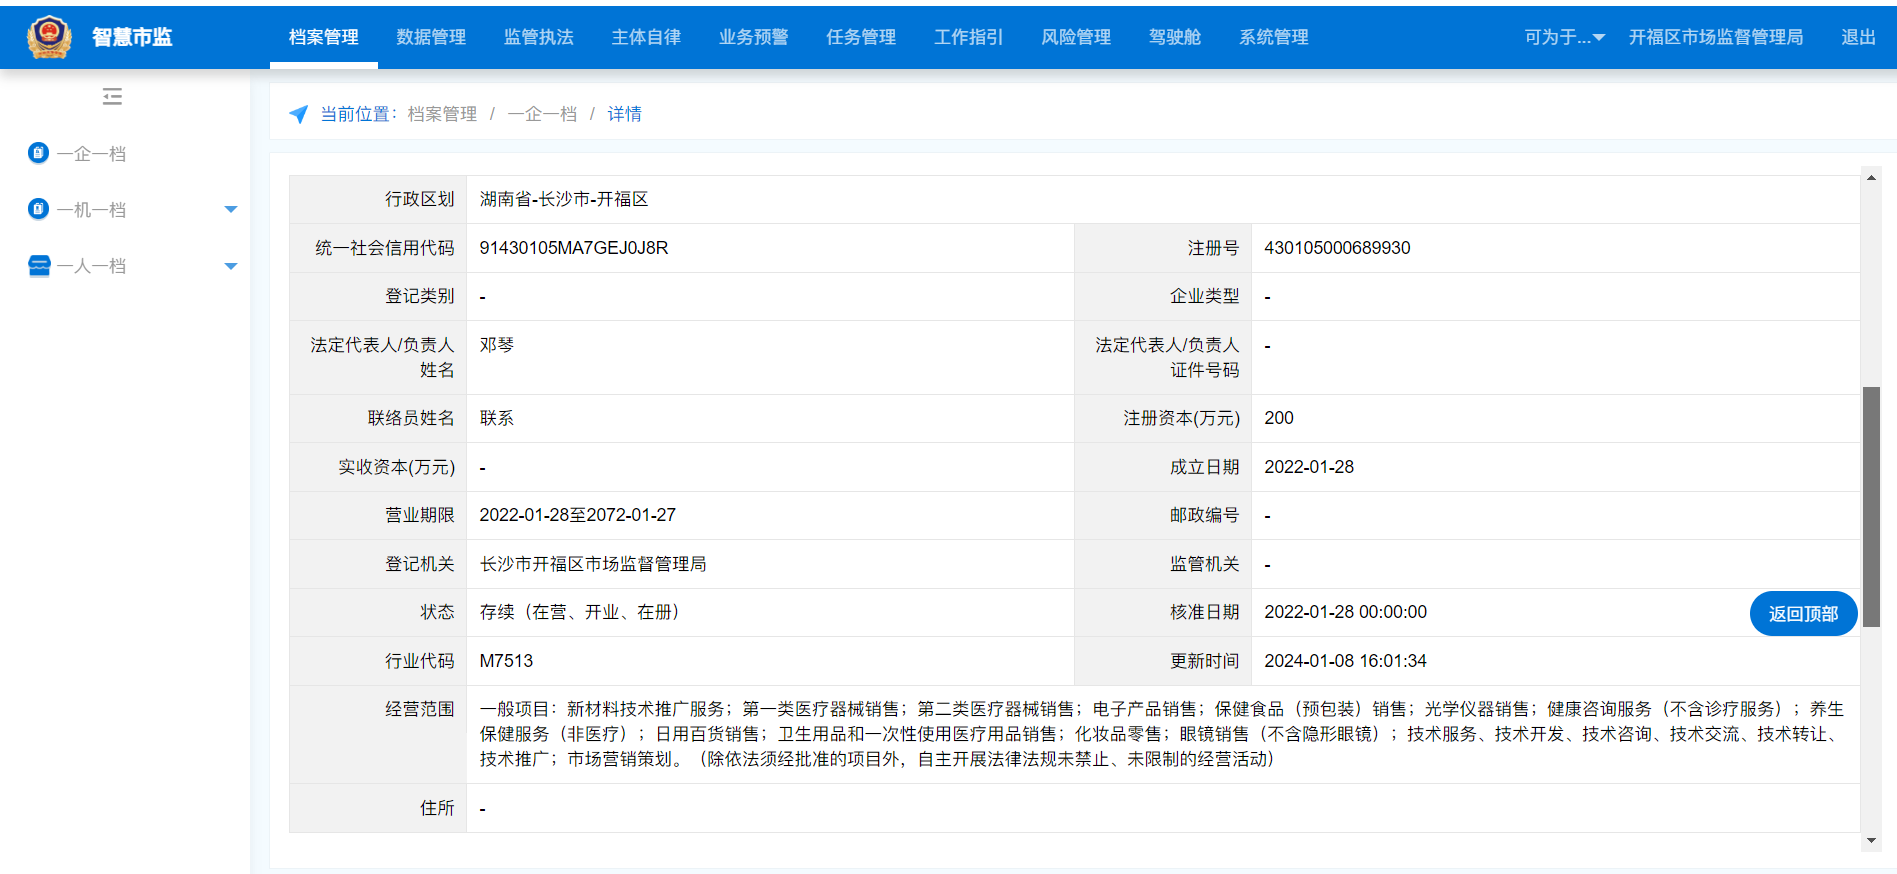 智慧市监
档案管理 数据管理 监管执法 主体自律 业务预警 任务管理 工作指引 风险管理 驾驶舱 系统管理 可为于... 开福区市场监督管理局 退出
当前位置： 档案管理 / 一企一档 / 详情
一企一档
一机一档
一人一档
行政区划 湖南省-长沙市-开福区
统一社会信用代码 91430105MA7GEJ0J8R 注册号 430105000689930
登记类别 - 企业类型 -
法定代表人/负责人姓名 邓琴 法定代表人/负责人证件号码 -
联络员姓名 联系 注册资本(万元) 200
实收资本(万元) - 成立日期 2022-01-28
营业期限 2022-01-28至2072-01-27 邮政编号 -
登记机关 长沙市开福区市场监督管理局 监管机关 -
状态 存续（在营、开业、在册） 核准日期 2022-01-28 00:00:00
返回顶部
行业代码 M7513 更新时间 2024-01-08 16:01:34
经营范围 一般项目：新材料技术推广服务；第一类医疗器械销售；第二类医疗器械销售；电子产品销售；保健食品（预包装）销售；光学仪器销售；健康咨询服务（不含诊疗服务）；养生
保健服务（非医疗）；日用百货销售；卫生用品和一次性使用医疗用品销售；化妆品零售；眼镜销售（不含隐形眼镜）；技术服务、技术开发、技术咨询、技术交流、技术转让、
技术推广；市场营销策划。（除依法须经批准的项目外，自主开展法律法规未禁止、未限制的经营活动）
住所 -